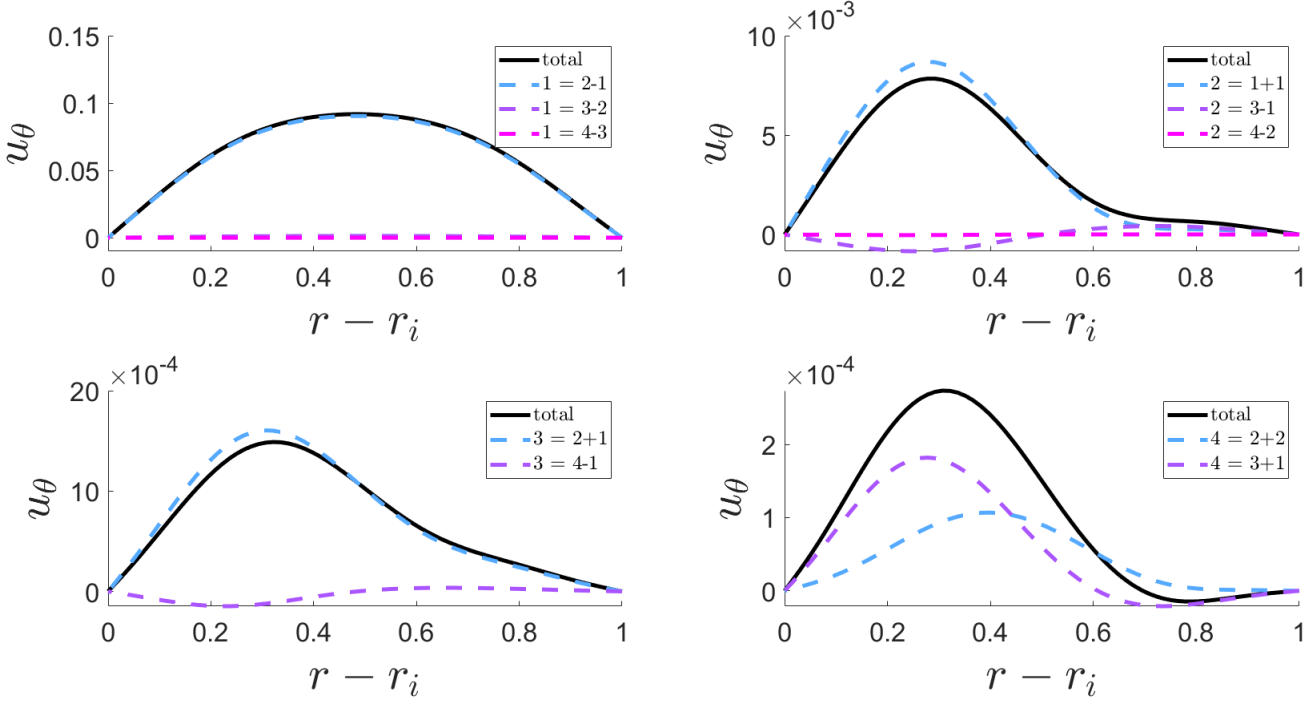 0.15
0.1
0.05
0
total
1 = 2-1
1 = 3-2
1 = 4-3
0 0.2 0.4 0.6 0.8 1
r − r_i
u_θ
×10⁻³
10
5
0
total
2 = 1+1
2 = 3-1
2 = 4-2
0 0.2 0.4 0.6 0.8 1
r − r_i
u_θ
×10⁻⁴
20
10
0
total
3 = 2+1
3 = 4-1
0 0.2 0.4 0.6 0.8 1
r − r_i
u_θ
×10⁻⁴
2
1
0
total
4 = 2+2
4 = 3+1
0 0.2 0.4 0.6 0.8 1
r − r_i
u_θ